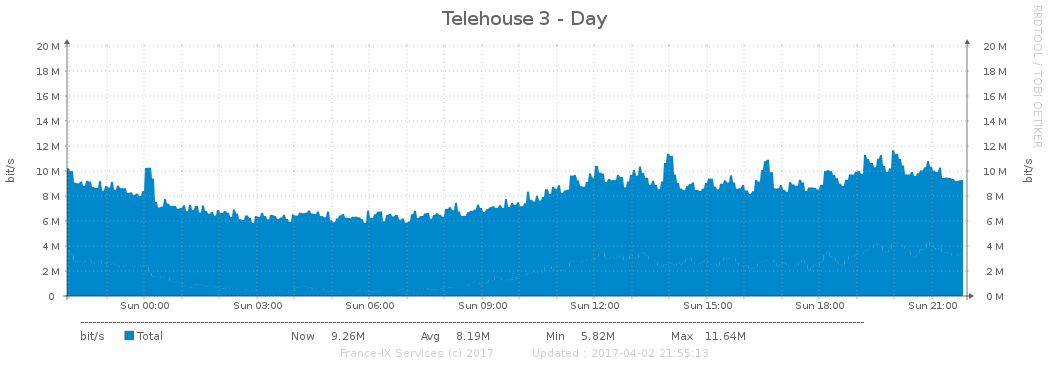 Telehouse 3 - Day
RRDTOOL / TOBI OETIKER
bit/s
bit/s
20 M 20 M
18 M 18 M
16 M 16 M
14 M 14 M
12 M 12 M
10 M 10 M
8 M 8 M
6 M 6 M
4 M 4 M
2 M 2 M
0 0 M
Sun 00:00 Sun 03:00 Sun 06:00 Sun 09:00 Sun 12:00 Sun 15:00 Sun 18:00 Sun 21:00
bit/s Total Now 9.26M Avg 8.19M Min 5.82M Max 11.64M
France-IX Services (c) 2017 Updated : 2017-04-02 21:55:13